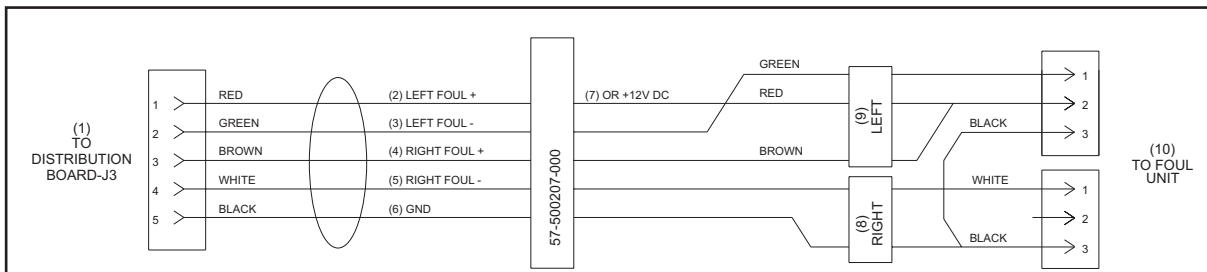 (1)
TO
DISTRIBUTION
BOARD-J3
1
2
3
4
5
RED
GREEN
BROWN
WHITE
BLACK
(2) LEFT FOUL +
(3) LEFT FOUL -
(4) RIGHT FOUL +
(5) RIGHT FOUL -
(6) GND
57-500207-000
(7) OR +12V DC
GREEN
RED
BROWN
(9)
LEFT
(8)
RIGHT
BLACK
WHITE
BLACK
1
2
3
1
2
3
(10)
TO FOUL
UNIT